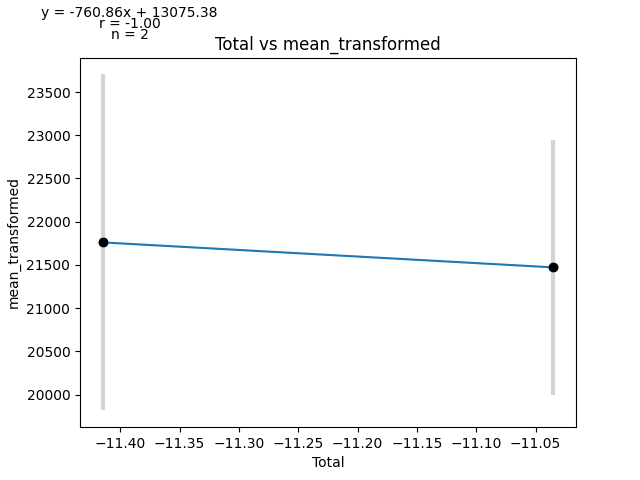 y = -760.86x + 13075.38
r = -1.00
n = 2
Total vs mean_transformed
23500
23000
22500
22000
21500
21000
20500
20000
mean_transformed
−11.40
−11.35
−11.30
−11.25
−11.20
−11.15
−11.10
−11.05
Total